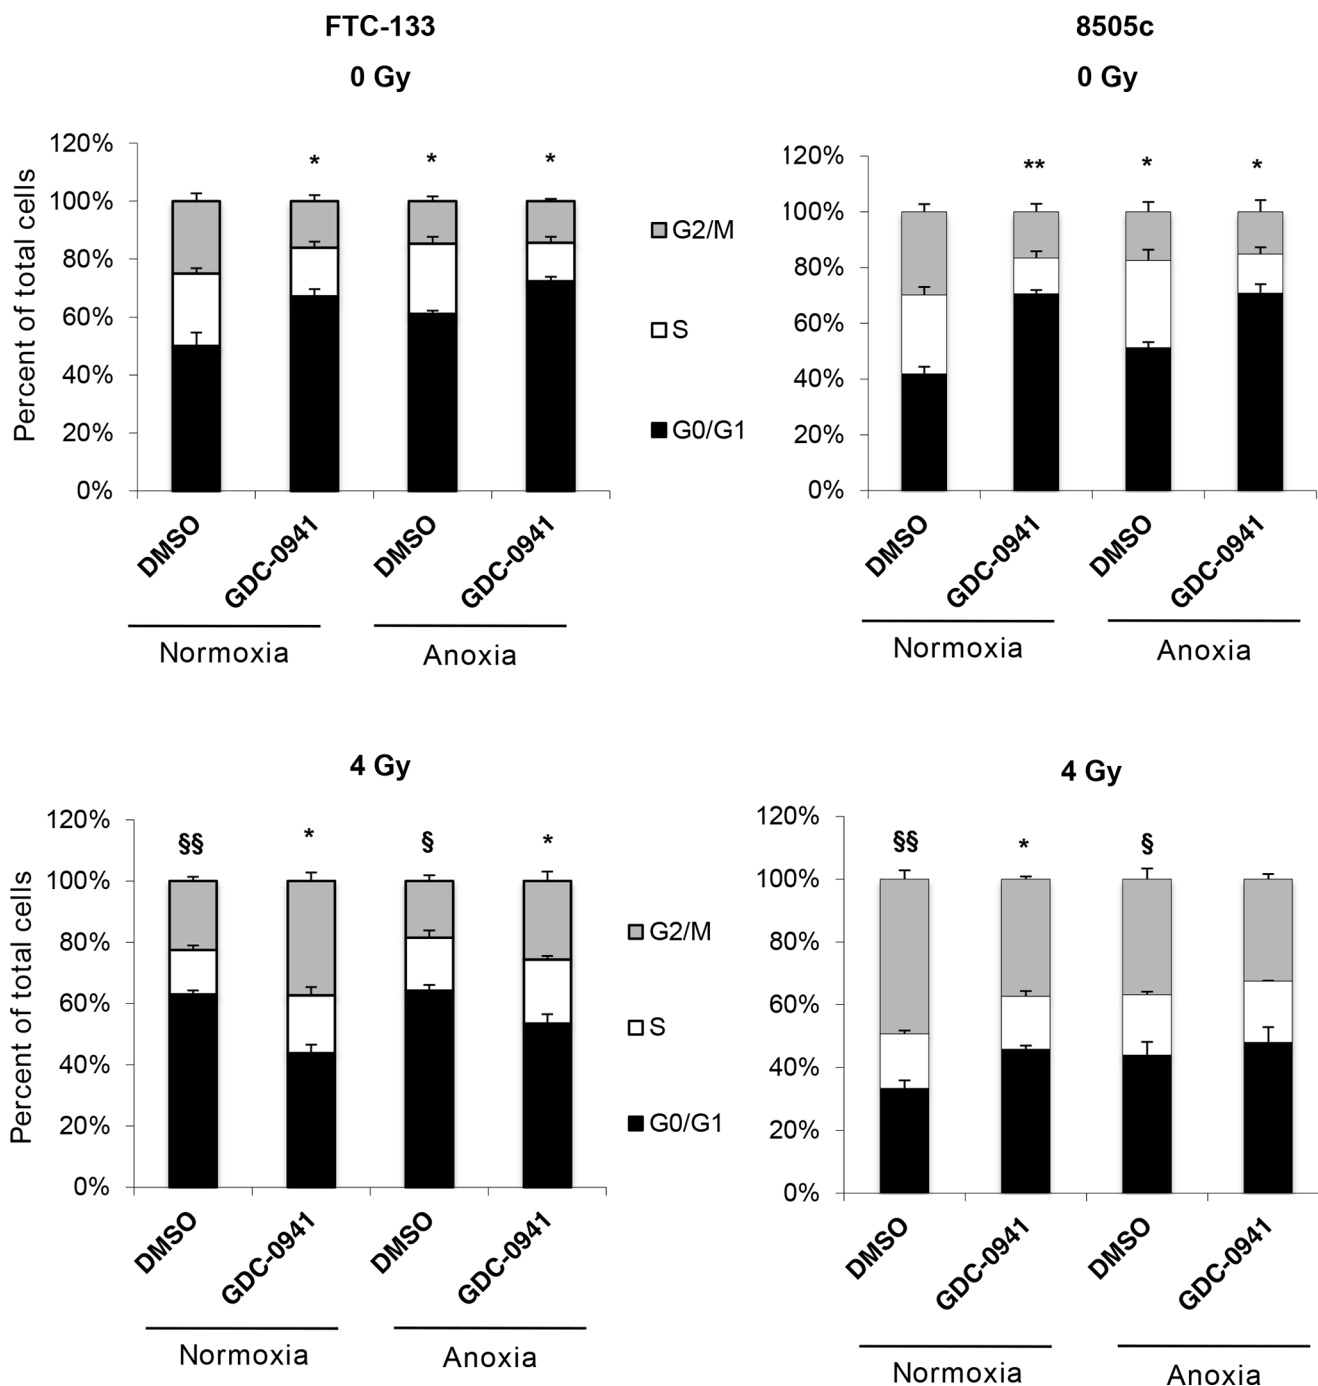 FTC-133
0 Gy
Percent of total cells
120%
100%
80%
60%
40%
20%
0%
*
*
*
G2/M
S
G0/G1
DMSO
GDC-0941
DMSO
GDC-0941
Normoxia
Anoxia
8505c
0 Gy
120%
100%
80%
60%
40%
20%
0%
**
*
*
DMSO
GDC-0941
DMSO
GDC-0941
Normoxia
Anoxia
4 Gy
Percent of total cells
120%
100%
80%
60%
40%
20%
0%
§§
*
§
*
G2/M
S
G0/G1
DMSO
GDC-0941
DMSO
GDC-0941
Normoxia
Anoxia
4 Gy
120%
100%
80%
60%
40%
20%
0%
§§
*
§
DMSO
GDC-0941
DMSO
GDC-0941
Normoxia
Anoxia